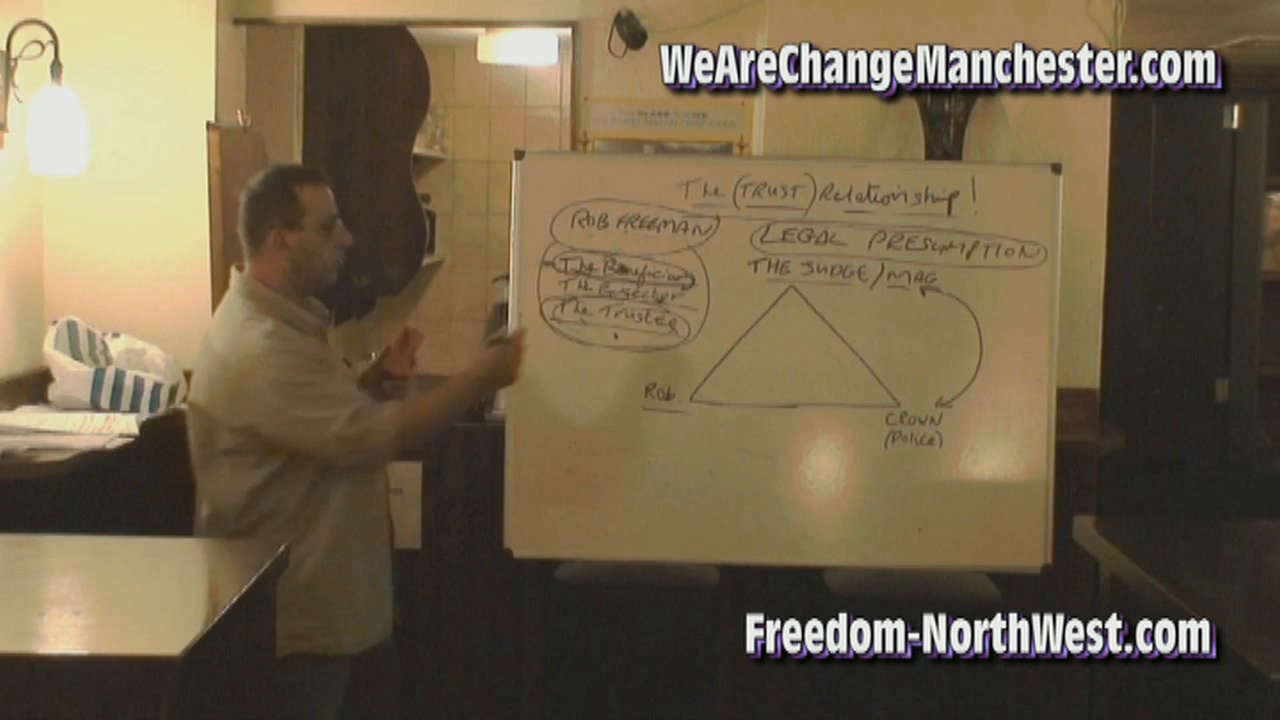 WeAreChangeManchester.com
The (TRUST) Relationship!
ROB FREEMAN
LEGAL PRESUMPTION
The Beneficiary
THE JUDGE/MAG
The Executor
The Trustee
Rob
CROWN
(Police)
Freedom-NorthWest.com